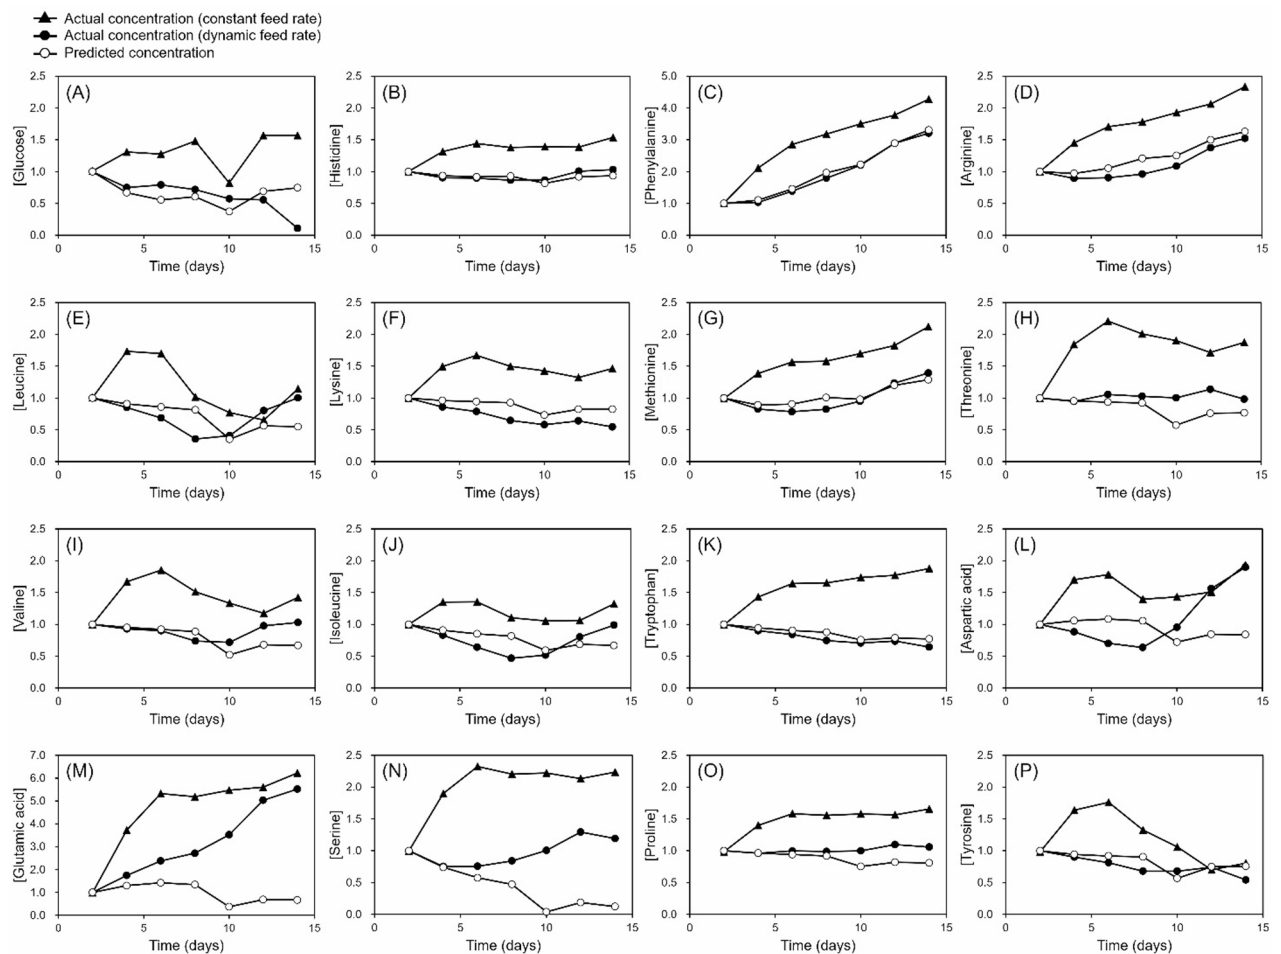 Actual concentration (constant feed rate)
Actual concentration (dynamic feed rate)
Predicted concentration
(A)
[Glucose]
2.5
2.0
1.5
1.0
0.5
0.0
0 5 10 15
Time (days)
(B)
[Histidine]
2.5
2.0
1.5
1.0
0.5
0.0
0 5 10 15
Time (days)
(C)
[Phenylalanine]
5.0
4.0
3.0
2.0
1.0
0.0
0 5 10 15
Time (days)
(D)
[Arginine]
2.5
2.0
1.5
1.0
0.5
0.0
0 5 10 15
Time (days)
(E)
[Leucine]
2.5
2.0
1.5
1.0
0.5
0.0
0 5 10 15
Time (days)
(F)
[Lysine]
2.5
2.0
1.5
1.0
0.5
0.0
0 5 10 15
Time (days)
(G)
[Methionine]
2.5
2.0
1.5
1.0
0.5
0.0
0 5 10 15
Time (days)
(H)
[Threonine]
2.5
2.0
1.5
1.0
0.5
0.0
0 5 10 15
Time (days)
(I)
[Valine]
2.5
2.0
1.5
1.0
0.5
0.0
0 5 10 15
Time (days)
(J)
[Isoleucine]
2.5
2.0
1.5
1.0
0.5
0.0
0 5 10 15
Time (days)
(K)
[Tryptophan]
2.5
2.0
1.5
1.0
0.5
0.0
0 5 10 15
Time (days)
(L)
[Aspartic acid]
2.5
2.0
1.5
1.0
0.5
0.0
0 5 10 15
Time (days)
(M)
[Glutamic acid]
7.0
6.0
5.0
4.0
3.0
2.0
1.0
0.0
0 5 10 15
Time (days)
(N)
[Serine]
2.5
2.0
1.5
1.0
0.5
0.0
0 5 10 15
Time (days)
(O)
[Proline]
2.5
2.0
1.5
1.0
0.5
0.0
0 5 10 15
Time (days)
(P)
[Tyrosine]
2.5
2.0
1.5
1.0
0.5
0.0
0 5 10 15
Time (days)